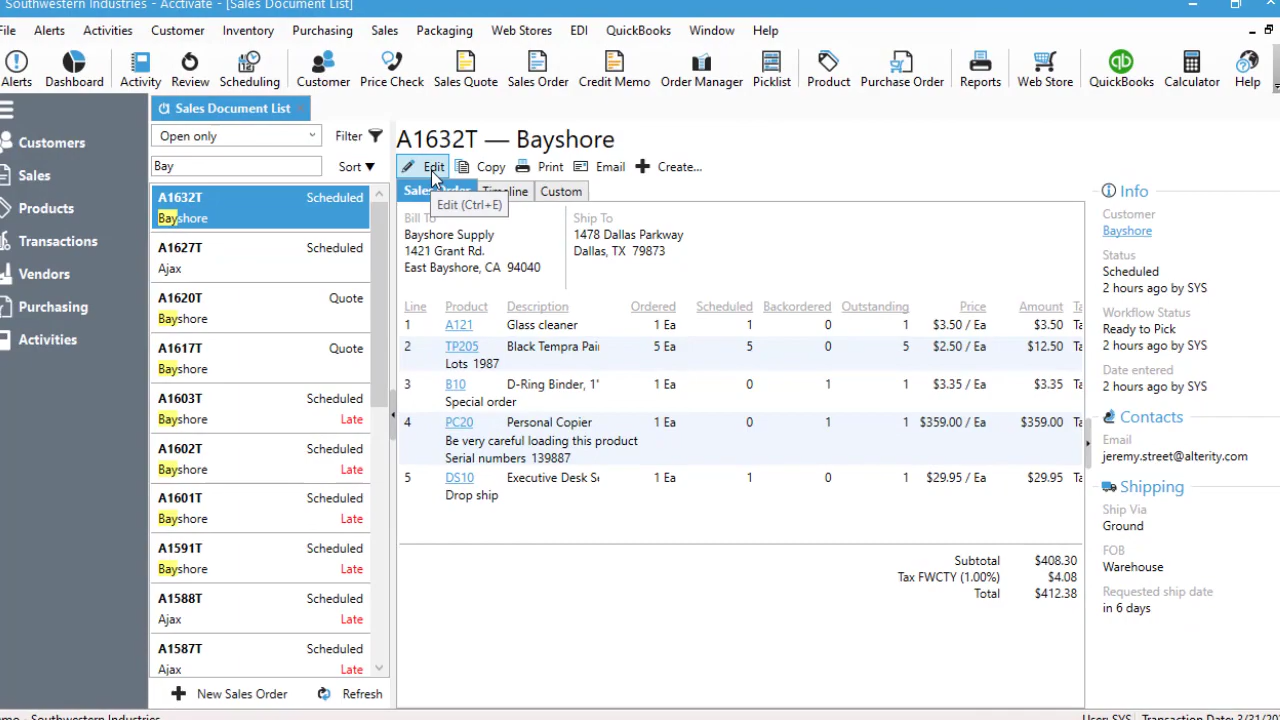 Southwestern Industries - Acctivate - [Sales Document List]
File Alerts Activities Customer Inventory Purchasing Sales Packaging Web Stores EDI QuickBooks Window Help
Alerts Dashboard Activity Review Scheduling Customer Price Check Sales Quote Sales Order Credit Memo Order Manager Picklist Product Purchase Order Reports Web Store QuickBooks Calculator Help
Customers
Sales
Products
Transactions
Vendors
Purchasing
Activities
Sales Document List
Open only Filter
Bay Sort
A1632T Scheduled
Bayshore
A1627T Scheduled
Ajax
A1620T Quote
Bayshore
A1617T Quote
Bayshore
A1603T Scheduled
Bayshore Late
A1602T Scheduled
Bayshore Late
A1601T Scheduled
Bayshore Late
A1591T Scheduled
Bayshore Late
A1588T Scheduled
Ajax Late
A1587T Scheduled
Ajax Late
New Sales Order Refresh
A1632T — Bayshore
Edit Copy Print Email Create...
Sales Order Timeline Custom
Edit (Ctrl+E)
Bill To Ship To
Bayshore Supply 1478 Dallas Parkway
1421 Grant Rd. Dallas, TX 79873
East Bayshore, CA 94040
Line Product Description Ordered Scheduled Backordered Outstanding Price Amount
1 A121 Glass cleaner 1 Ea 1 0 1 $3.50 / Ea $3.50
2 TP205 Black Tempra Pai 5 Ea 5 0 5 $2.50 / Ea $12.50
Lots 1987
3 B10 D-Ring Binder, 1" 1 Ea 0 1 1 $3.35 / Ea $3.35
Special order
4 PC20 Personal Copier 1 Ea 0 1 1 $359.00 / Ea $359.00
Be very careful loading this product
Serial numbers 139887
5 DS10 Executive Desk Se 1 Ea 1 0 1 $29.95 / Ea $29.95
Drop ship
Subtotal $408.30
Tax FWCTY (1.00%) $4.08
Total $412.38
Info
Customer
Bayshore
Status
Scheduled
2 hours ago by SYS
Workflow Status
Ready to Pick
2 hours ago by SYS
Date entered
2 hours ago by SYS
Contacts
Email
jeremy.street@alterity.com
Shipping
Ship Via
Ground
FOB
Warehouse
Requested ship date
in 6 days
Southwestern Industries User: SYS Transaction Date: 3/31/20